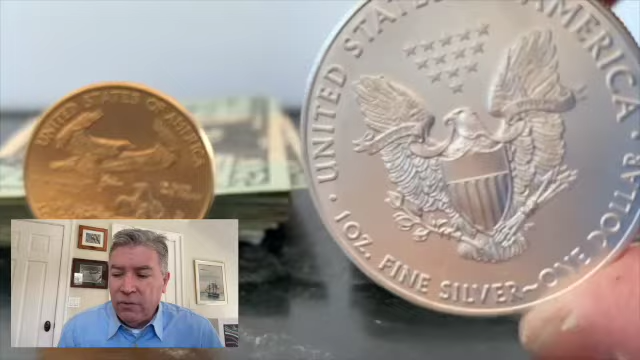 UNITED STATES OF AMERICA
UNITED STATES OF AMERICA
1 OZ. FINE SILVER~ONE DOLLAR